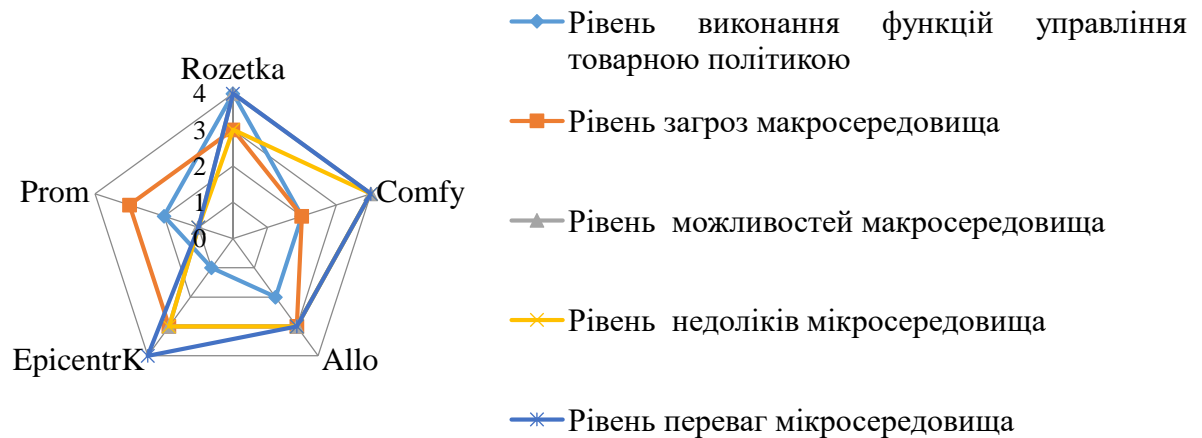 Rozetka
4
3
2
1
0
Prom
Comfy
EpicentrK
Allo
Рівень виконання функцій управління
товарною політикою
Рівень загроз макросередовища
Рівень можливостей макросередовища
Рівень недоліків мікросередовища
Рівень переваг мікросередовища